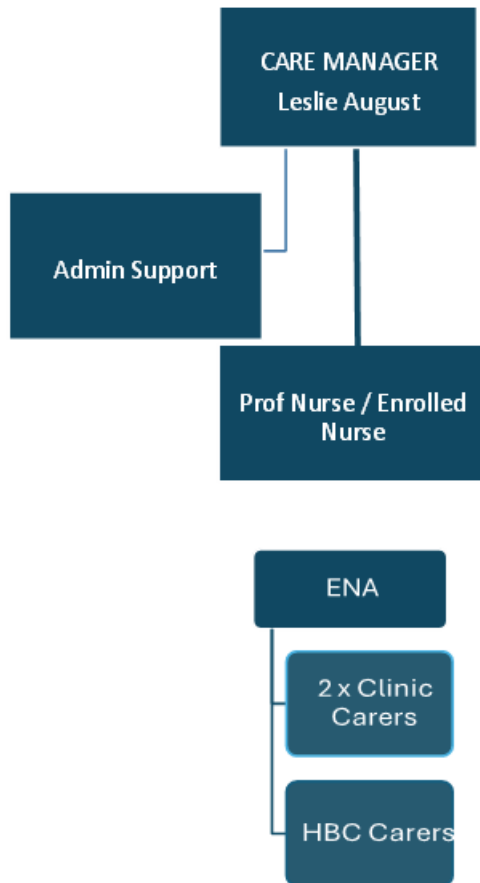 CARE MANAGER
Leslie August
Admin Support
Prof Nurse / Enrolled
Nurse
ENA
2 x Clinic
Carers
HBC Carers